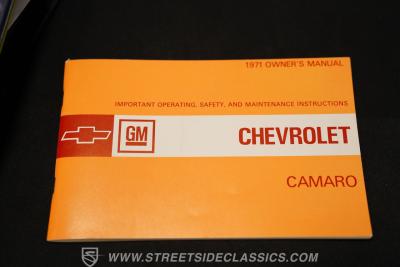 1971 OWNER'S MANUAL
IMPORTANT OPERATING, SAFETY, AND MAINTENANCE INSTRUCTIONS
GM
CHEVROLET
CAMARO
WWW.STREETSIDECLASSICS.COM